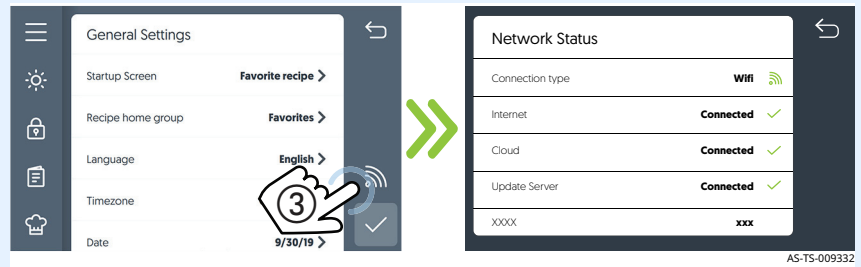 General Settings
Startup Screen Favorite recipe
Recipe home group Favorites
Language English
Timezone
Date 9/30/19
3
Network Status
Connection type Wifi
Internet Connected
Cloud Connected
Update Server Connected
XXXX xxx
AS-TS-009332